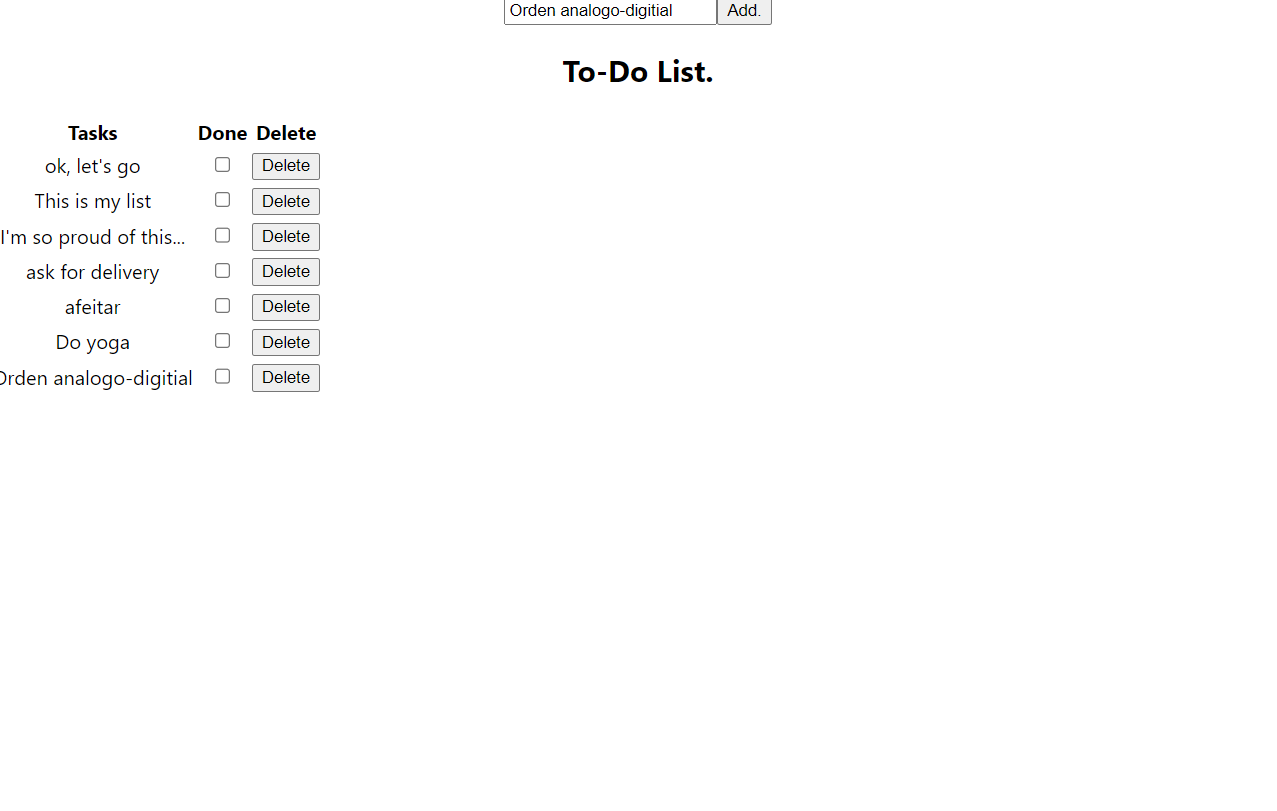 Orden analogo-digitial Add.
To-Do List.
Tasks Done Delete
ok, let's go Delete
This is my list Delete
I'm so proud of this... Delete
ask for delivery Delete
afeitar Delete
Do yoga Delete
Orden analogo-digitial Delete